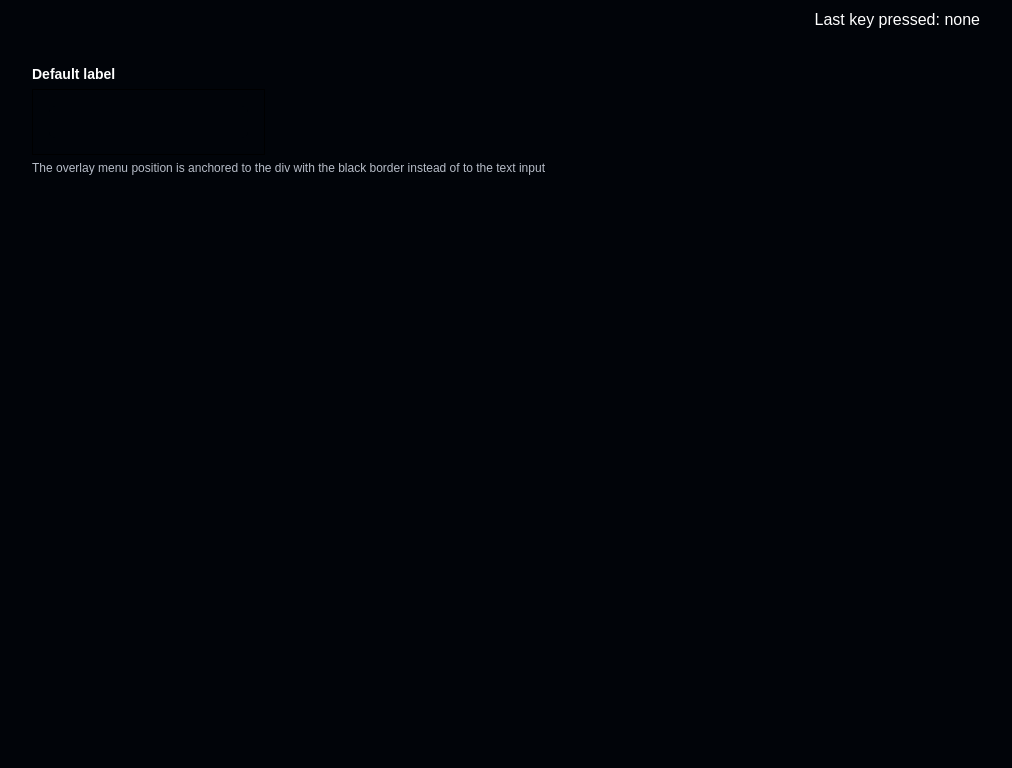 Last key pressed: none
Default label
The overlay menu position is anchored to the div with the black border instead of to the text input